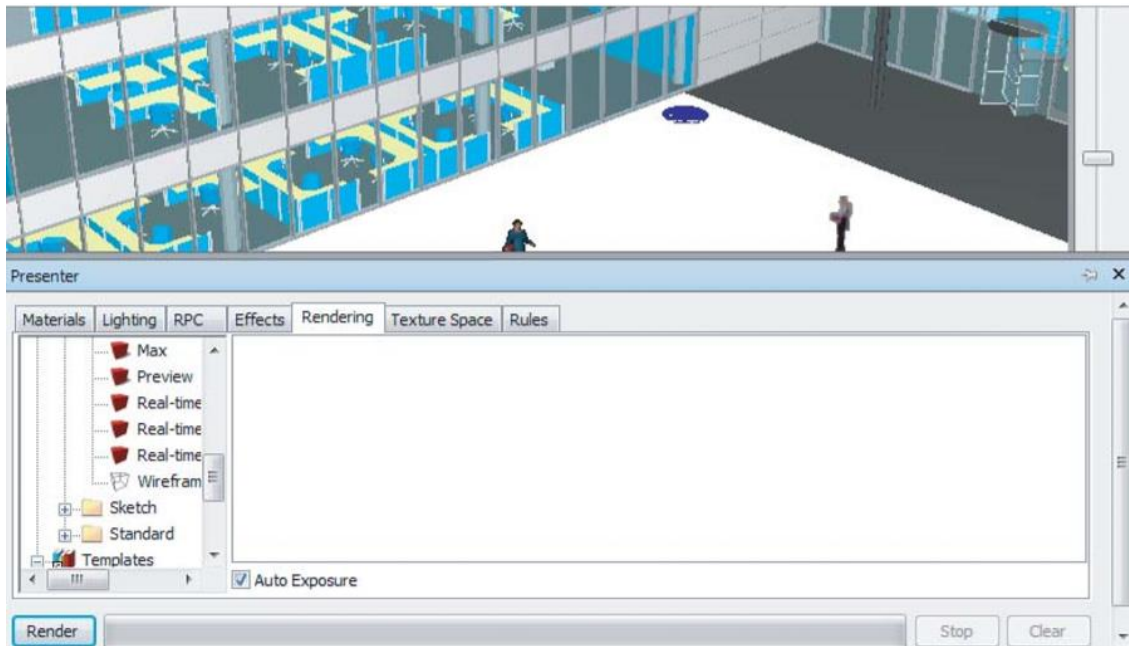 Presenter
Materials Lighting RPC Effects Rendering Texture Space Rules
Max
Preview
Real-time
Real-time
Real-time
Wirefram
Sketch
Standard
Templates
Auto Exposure
Render Stop Clear